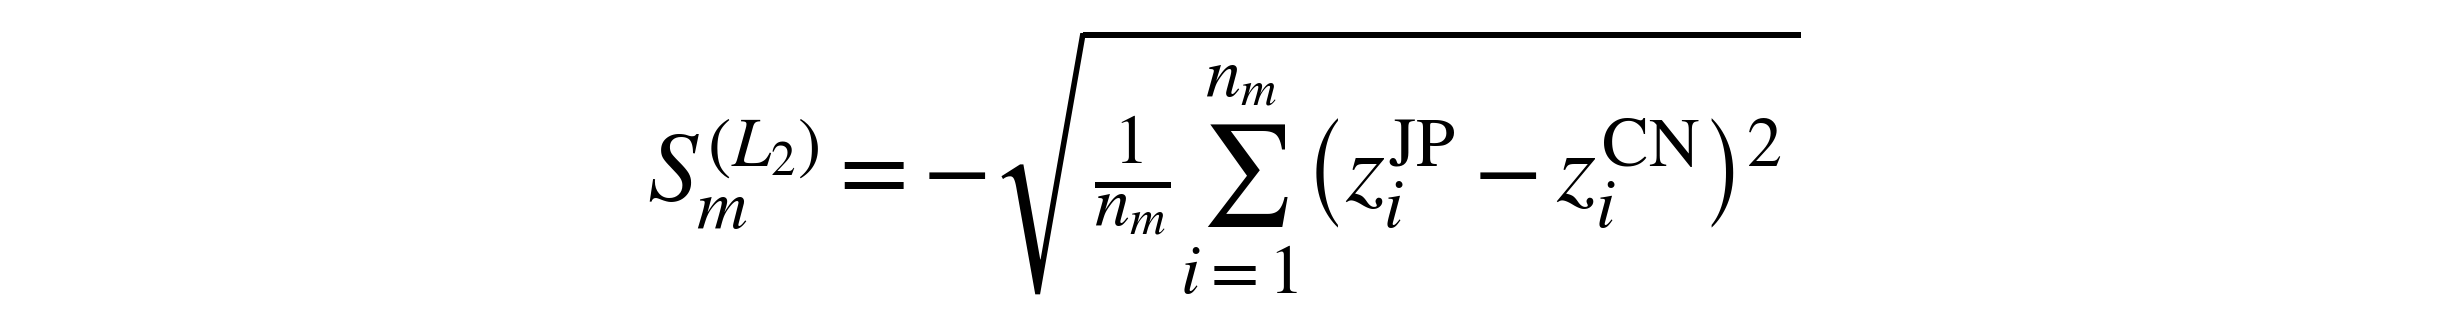 $S_m^{(L_2)} = -\sqrt{\frac{1}{n_m}\sum_{i=1}^{n_m}\left(z_i^{\mathrm{JP}} - z_i^{\mathrm{CN}}\right)^2}$